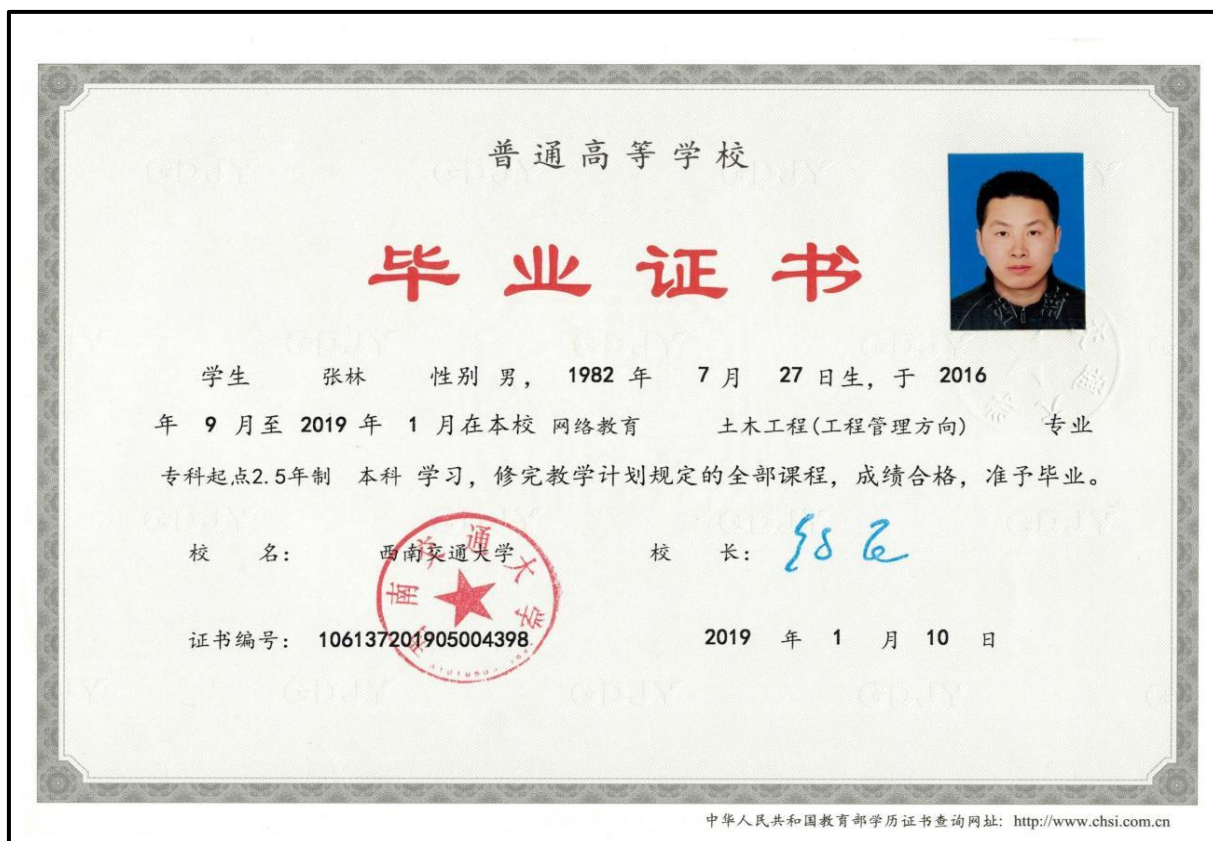 普通高等学校
毕业证书
学生 张林 性别 男, 1982 年 7 月 27 日生, 于 2016
年 9 月至 2019 年 1 月在本校 网络教育 土木工程(工程管理方向) 专业
专科起点2.5年制 本科 学习, 修完教学计划规定的全部课程, 成绩合格, 准予毕业。
校 名: 西南交通大学 校 长:
西南交通大学
证书编号: 106137201905004398 2019 年 1 月 10 日
中华人民共和国教育部学历证书查询网址: http://www.chsi.com.cn